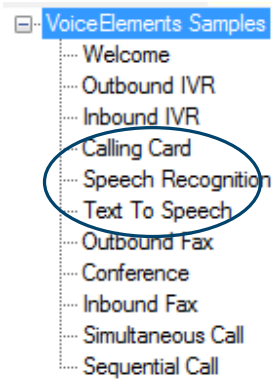 VoiceElements Samples
Welcome
Outbound IVR
Inbound IVR
Calling Card
Speech Recognition
Text To Speech
Outbound Fax
Conference
Inbound Fax
Simultaneous Call
Sequential Call